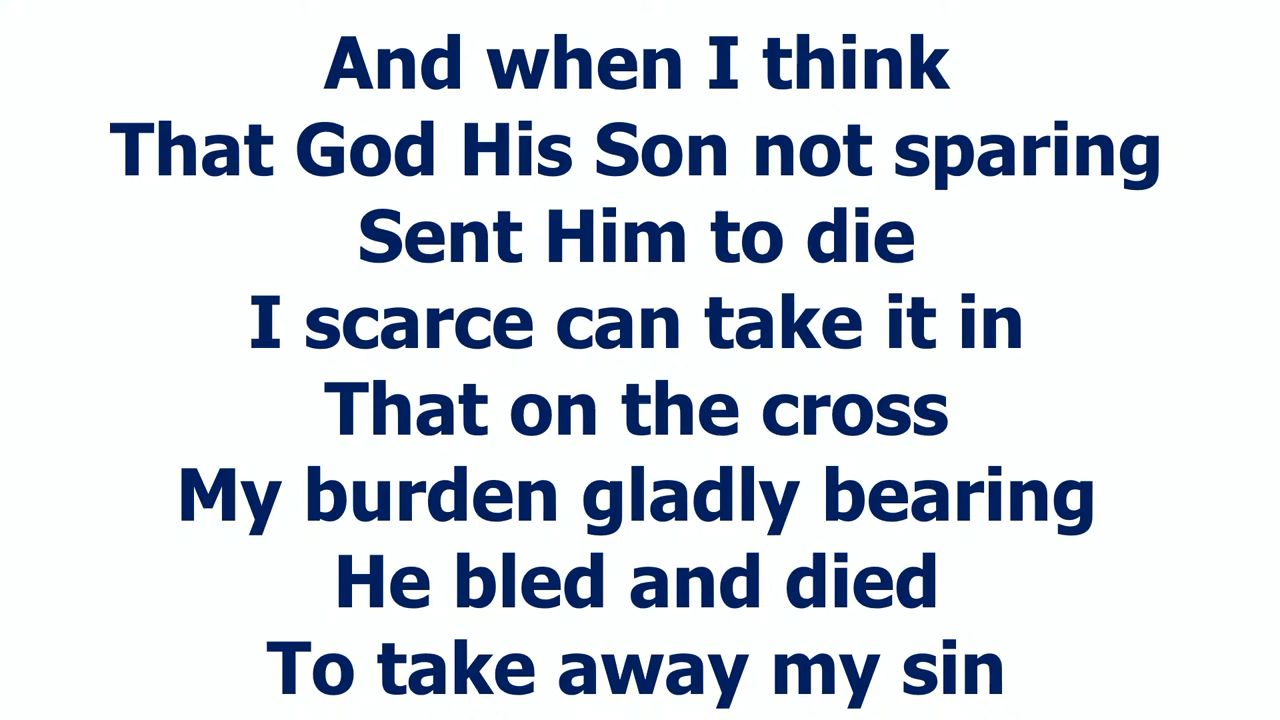 And when I think
That God His Son not sparing
Sent Him to die
I scarce can take it in
That on the cross
My burden gladly bearing
He bled and died
To take away my sin